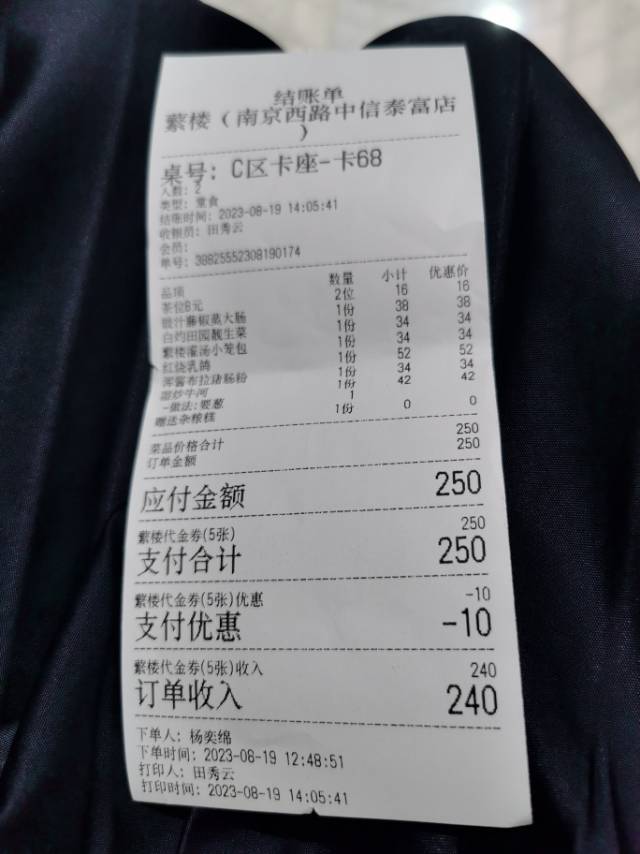 结账单
繁楼（南京西路中信泰富店
）
桌号: C区卡座-卡68
人数: 2
类型: 堂食
结账时间: 2023-08-19 14:05:41
收银员: 田秀云
会员:
单号: 38825552308190174
品项 数量 小计 优惠价
茶位8元 2位 16 16
豉汁藤椒蒸大肠 1份 38 38
白灼田园靓生菜 1份 34 34
繁楼灌汤小笼包 1份 34 34
红烧乳鸽 1份 52 52
浑酱布拉猪肠粉 1份 34 34
甜炒牛河 1份 42 42
-做法:要葱 1
赠送杂粮糕 1份 0 0
菜品价格合计 250
订单金额 250
应付金额 250
繁楼代金券(5张) 250
支付合计 250
繁楼代金券(5张)优惠 -10
支付优惠 -10
繁楼代金券(5张)收入 240
订单收入 240
下单人: 杨奕绵
下单时间: 2023-08-19 12:48:51
打印人: 田秀云
打印时间: 2023-08-19 14:05:41